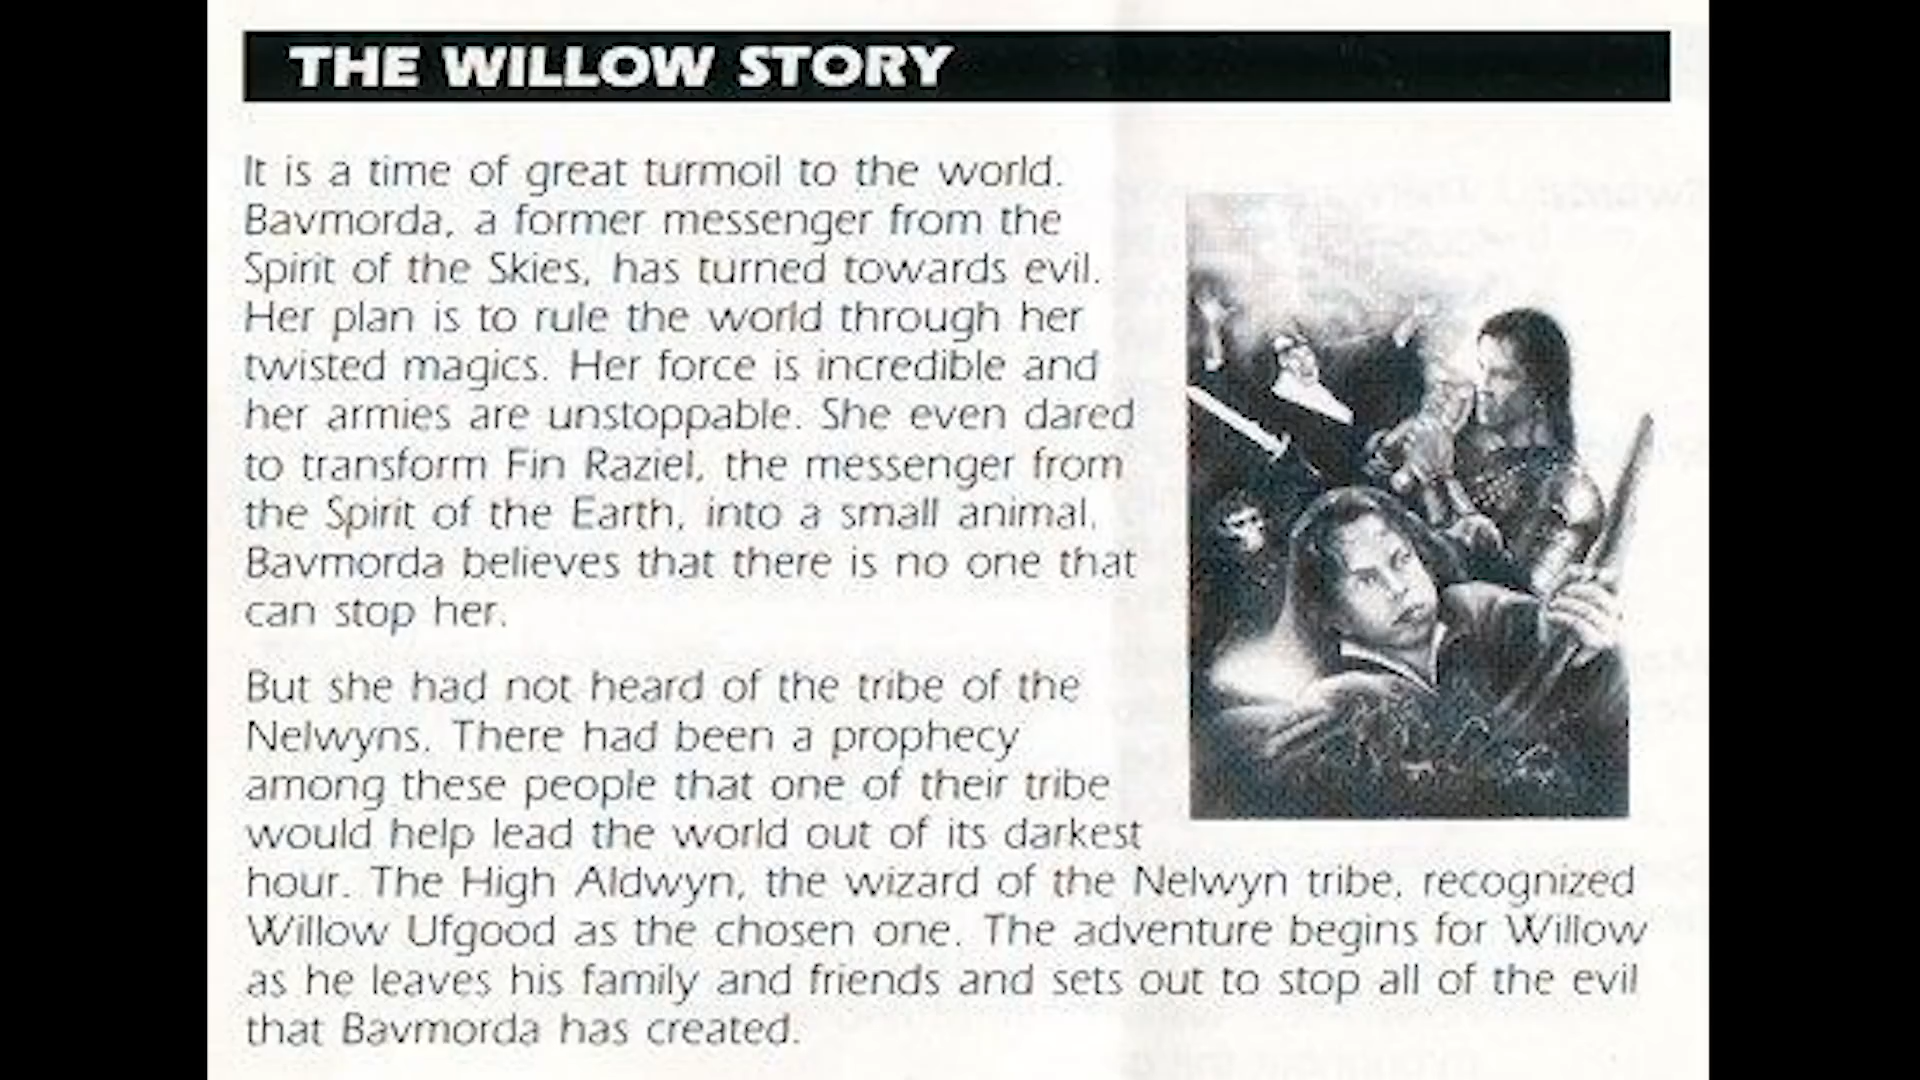 THE WILLOW STORY
It is a time of great turmoil to the world.
Bavmorda, a former messenger from the
Spirit of the Skies, has turned towards evil.
Her plan is to rule the world through her
twisted magics. Her force is incredible and
her armies are unstoppable. She even dared
to transform Fin Raziel, the messenger from
the Spirit of the Earth, into a small animal.
Bavmorda believes that there is no one that
can stop her.
But she had not heard of the tribe of the
Nelwyns. There had been a prophecy
among these people that one of their tribe
would help lead the world out of its darkest
hour. The High Aldwyn, the wizard of the Nelwyn tribe, recognized
Willow Ufgood as the chosen one. The adventure begins for Willow
as he leaves his family and friends and sets out to stop all of the evil
that Bavmorda has created.